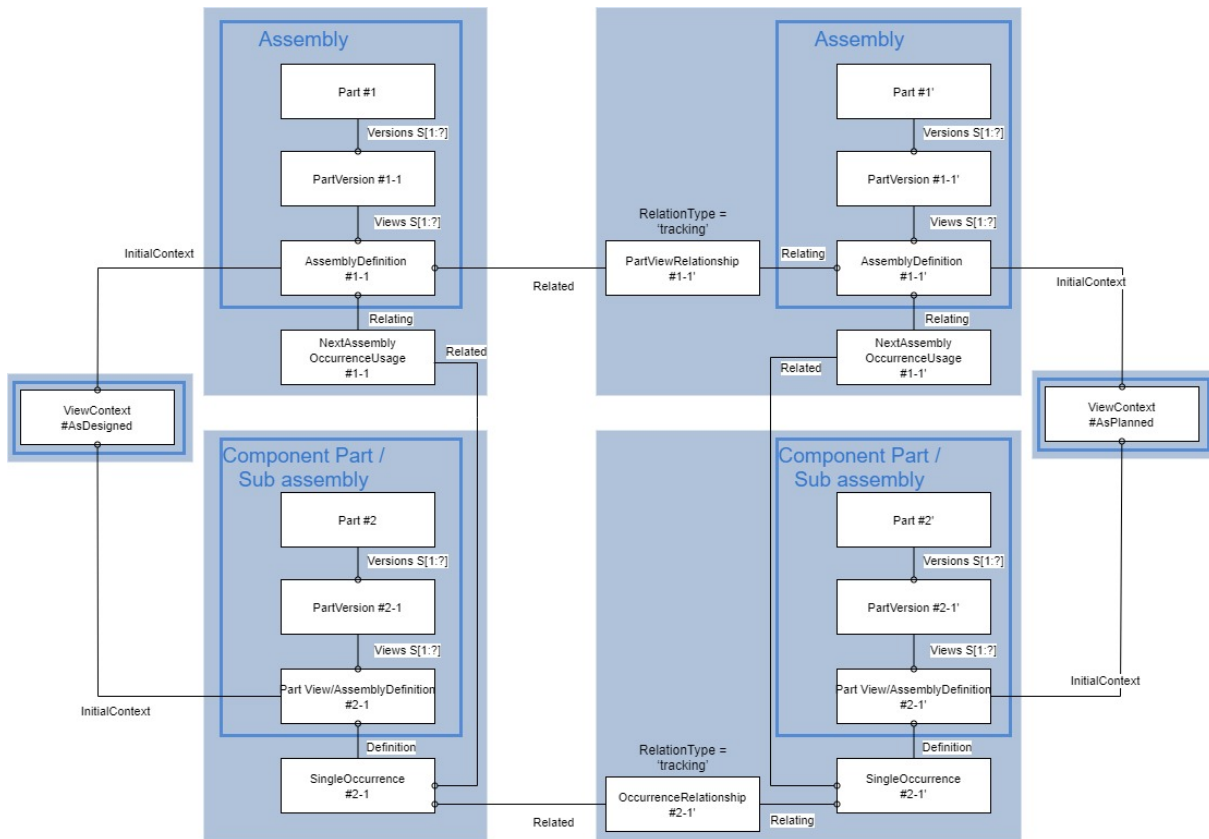 Assembly
Assembly
Part #1
Part #1'
Versions S[1:?]
Versions S[1:?]
PartVersion #1-1
PartVersion #1-1'
Views S[1:?]
Views S[1:?]
RelationType =
‘tracking’
InitialContext
AssemblyDefinition
#1-1
Related
PartViewRelationship
#1-1'
Relating
AssemblyDefinition
#1-1'
InitialContext
Relating
Relating
NextAssembly
OccurrenceUsage
#1-1
Related
Related
NextAssembly
OccurrenceUsage
#1-1'
ViewContext
#AsDesigned
ViewContext
#AsPlanned
Component Part /
Sub assembly
Component Part /
Sub assembly
Part #2
Part #2'
Versions S[1:?]
Versions S[1:?]
PartVersion #2-1
PartVersion #2-1'
Views S[1:?]
Views S[1:?]
InitialContext
Part View/AssemblyDefinition
#2-1
Part View/AssemblyDefinition
#2-1'
InitialContext
Definition
Definition
RelationType =
‘tracking’
SingleOccurrence
#2-1
Related
OccurrenceRelationship
#2-1'
Relating
SingleOccurrence
#2-1'